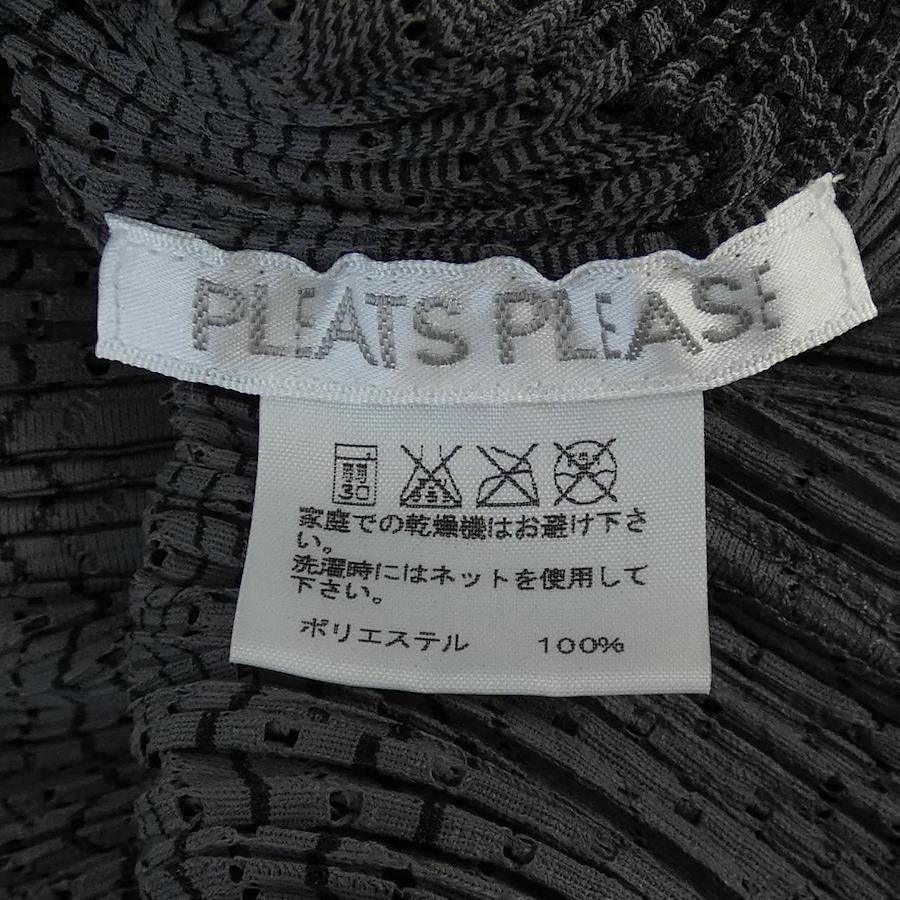 PLEATS PLEASE
弱
30
家庭での乾燥機はお避け下さ
い。
洗濯時にはネットを使用して
下さい。
ポリエステル 100%